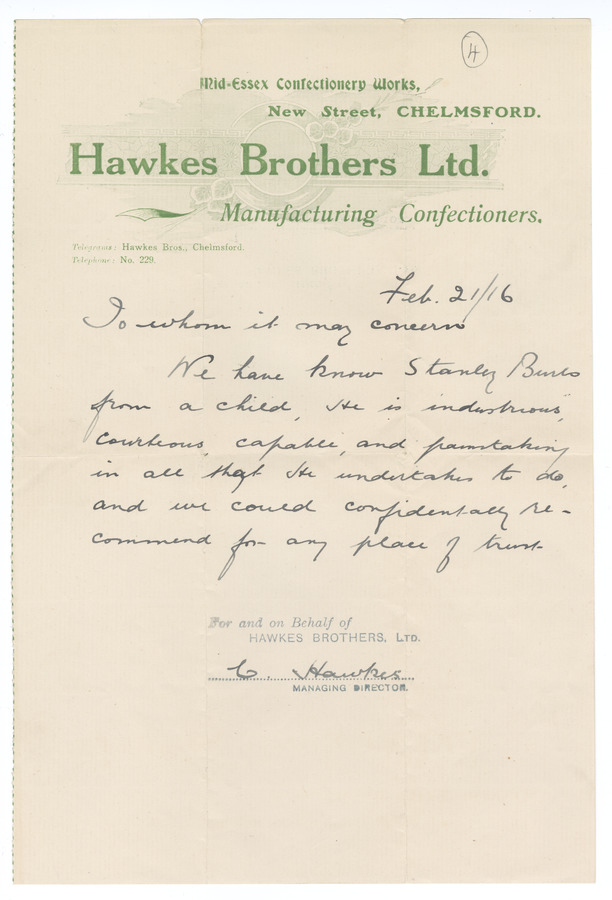 4
Mid-Essex Confectionery Works,
New Street, CHELMSFORD.
Hawkes Brothers Ltd.
Manufacturing Confectioners.
Telegrams: Hawkes Bros., Chelmsford.
Telephone: No. 229.
Feb. 21/16
To whom it may concern
We have know Stanley
from a child, He is industrious,
courteous, capable, and painstaking
in all that He undertakes to do,
and we could confidentally re-
commend for any place of trust
For and on Behalf of
HAWKES BROTHERS, LTD.
C. Hawkes
MANAGING DIRECTOR.